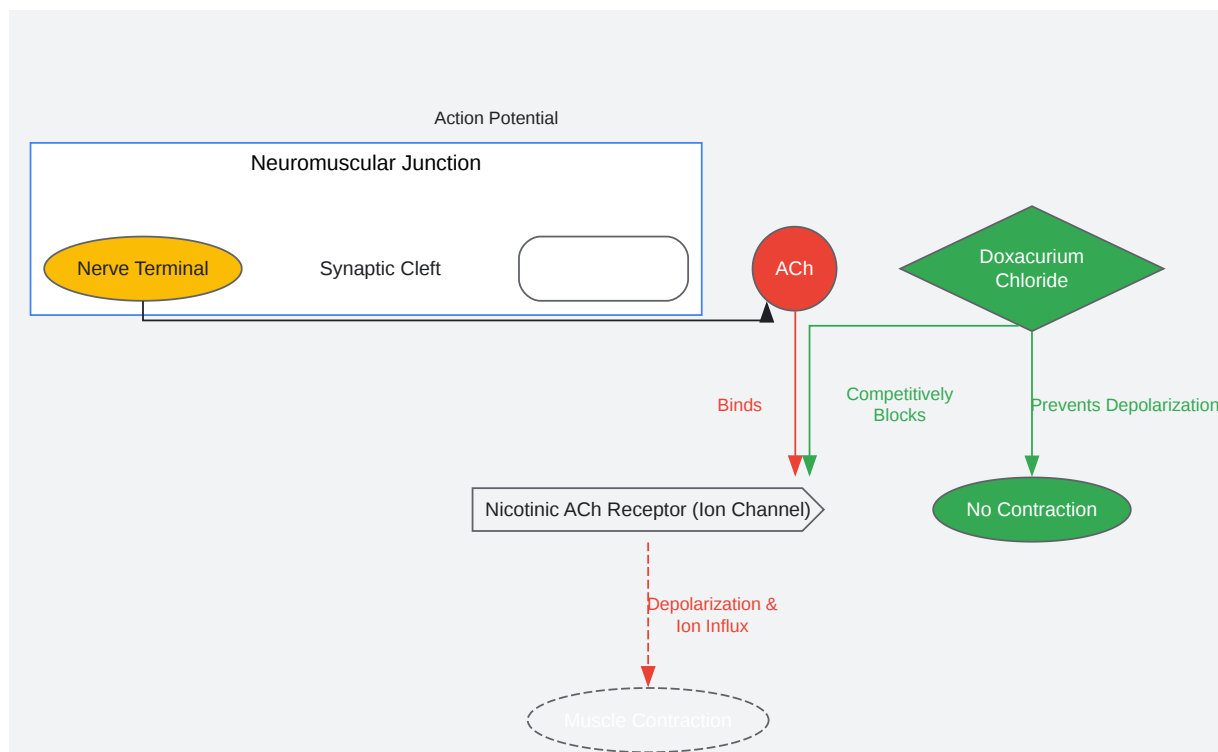 Action Potential
Neuromuscular Junction
Nerve Terminal
Synaptic Cleft
ACh
Doxacurium
Chloride
Binds
Competitively
Blocks
Prevents Depolarization
Nicotinic ACh Receptor (Ion Channel)
No Contraction
Depolarization &
Ion Influx
Muscle Contraction